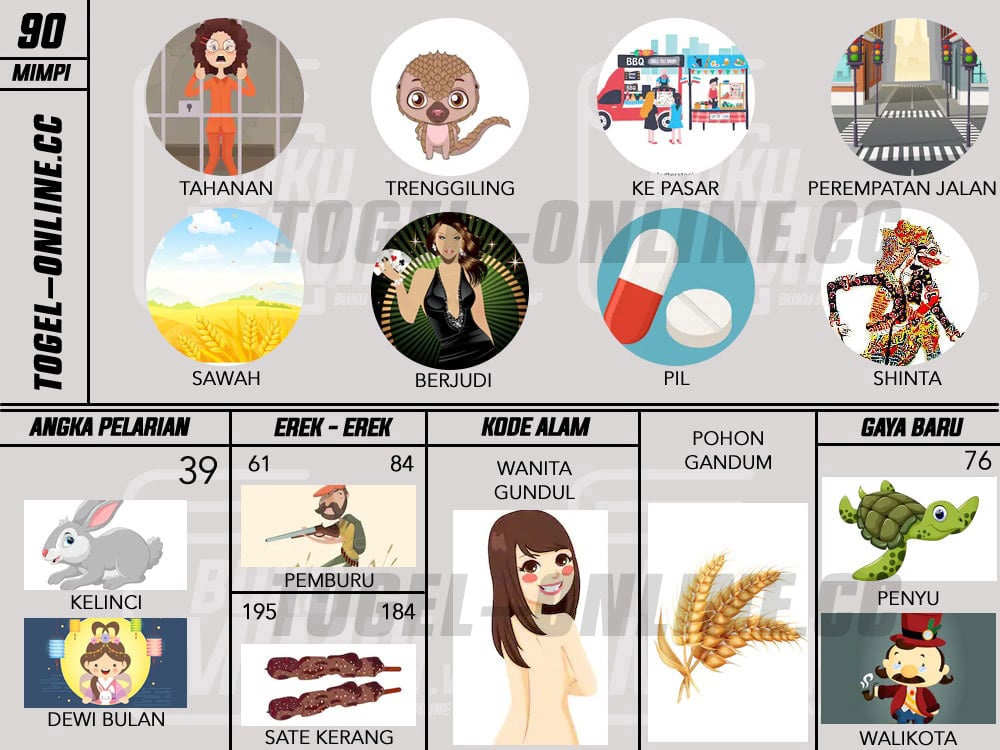 90
MIMPI
TOGEL-ONLINE.CC
TAHANAN
TRENGGILING
BBQ
KE PASAR
PEREMPATAN JALAN
TOGEL-ONLINE.CC
SAWAH
BERJUDI
PIL
SHINTA
ANGKA PELARIAN
EREK - EREK
KODE ALAM
GAYA BARU
39
KELINCI
DEWI BULAN
61
84
PEMBURU
195
184
SATE KERANG
WANITA
GUNDUL
POHON
GANDUM
TOGEL-ONLINE.CC
76
PENYU
WALIKOTA